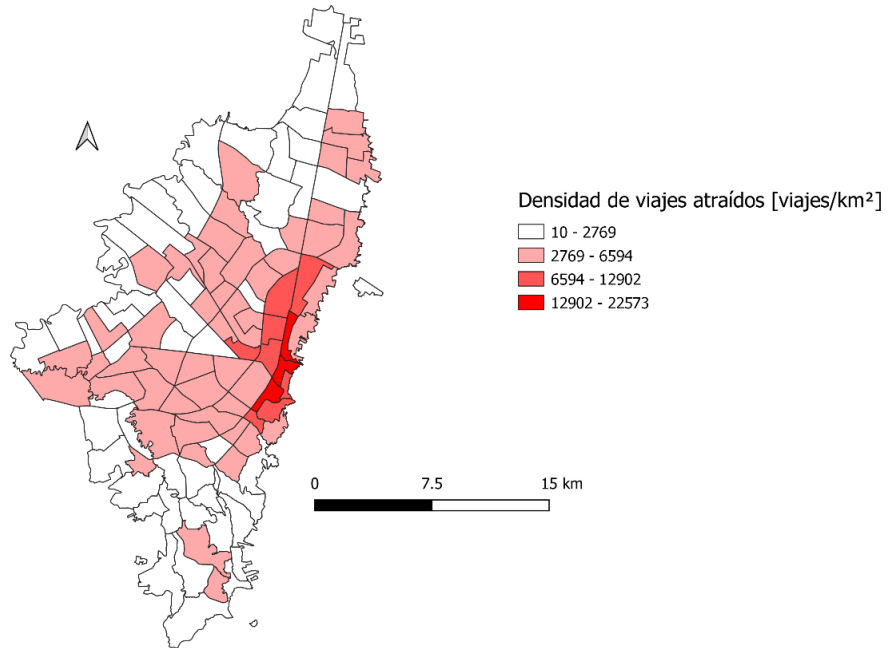 Densidad de viajes atraídos [viajes/km²]
10 - 2769
2769 - 6594
6594 - 12902
12902 - 22573
0 7.5 15 km